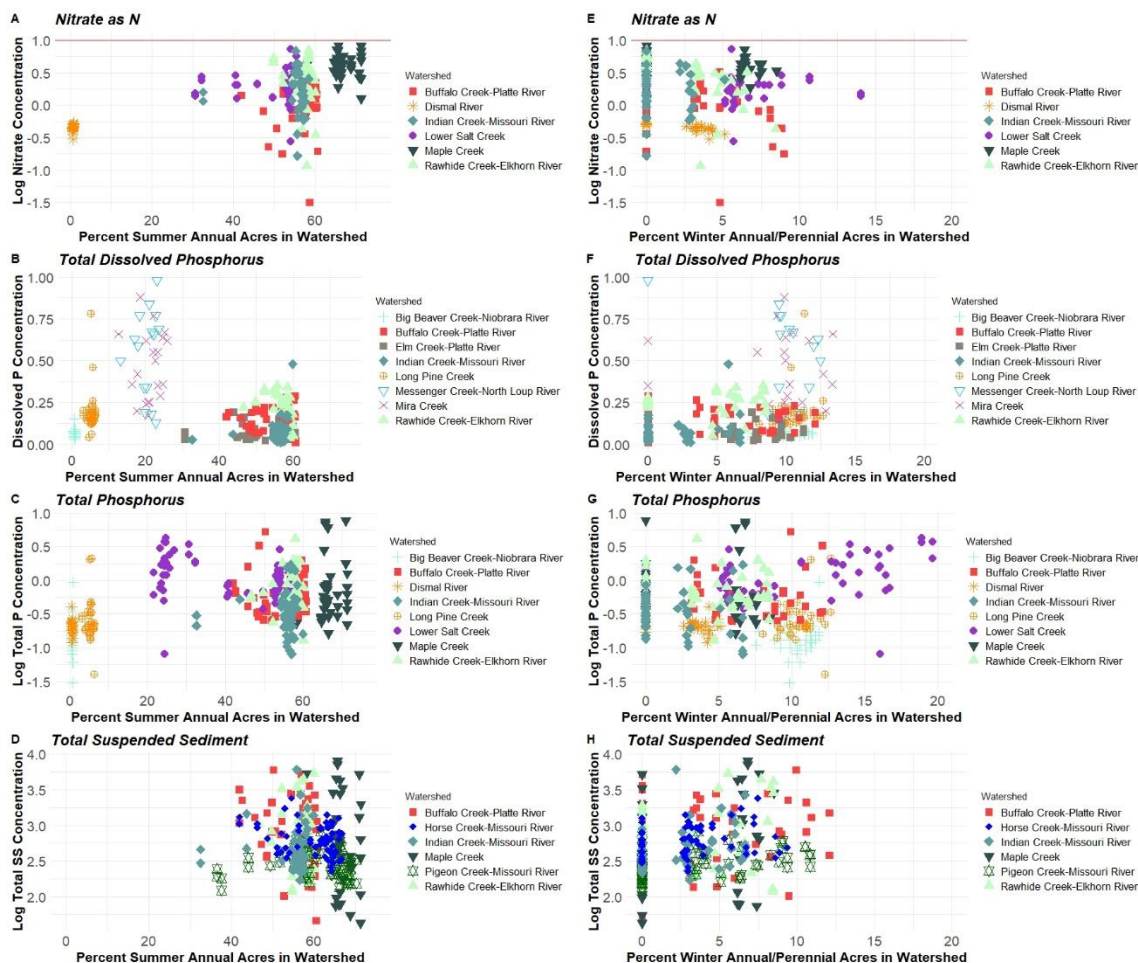 A Nitrate as N
Log Nitrate Concentration
1.0
0.5
0.0
-0.5
-1.0
-1.5
0 20 40 60
Percent Summer Annual Acres in Watershed
Watershed
Buffalo Creek-Platte River
Dismal River
Indian Creek-Missouri River
Lower Salt Creek
Maple Creek
Rawhide Creek-Elkhorn River
E Nitrate as N
Log Nitrate Concentration
1.0
0.5
0.0
-0.5
-1.0
-1.5
0 5 10 15 20
Percent Winter Annual/Perennial Acres in Watershed
Watershed
Buffalo Creek-Platte River
Dismal River
Indian Creek-Missouri River
Lower Salt Creek
Maple Creek
Rawhide Creek-Elkhorn River
B Total Dissolved Phosphorus
Dissolved P Concentration
1.00
0.75
0.50
0.25
0.00
0 20 40 60
Percent Summer Annual Acres in Watershed
Watershed
Big Beaver Creek-Niobrara River
Buffalo Creek-Platte River
Elm Creek-Platte River
Indian Creek-Missouri River
Long Pine Creek
Messenger Creek-North Loup River
Mira Creek
Rawhide Creek-Elkhorn River
F Total Dissolved Phosphorus
Dissolved P Concentration
1.00
0.75
0.50
0.25
0.00
0 5 10 15 20
Percent Winter Annual/Perennial Acres in Watershed
Watershed
Big Beaver Creek-Niobrara River
Buffalo Creek-Platte River
Elm Creek-Platte River
Indian Creek-Missouri River
Long Pine Creek
Messenger Creek-North Loup River
Mira Creek
Rawhide Creek-Elkhorn River
C Total Phosphorus
Log Total P Concentration
1.0
0.5
0.0
-0.5
-1.0
-1.5
0 20 40 60
Percent Summer Annual Acres in Watershed
Watershed
Big Beaver Creek-Niobrara River
Buffalo Creek-Platte River
Dismal River
Indian Creek-Missouri River
Long Pine Creek
Lower Salt Creek
Maple Creek
Rawhide Creek-Elkhorn River
G Total Phosphorus
Log Total P Concentration
1.0
0.5
0.0
-0.5
-1.0
-1.5
0 5 10 15 20
Percent Winter Annual/Perennial Acres in Watershed
Watershed
Big Beaver Creek-Niobrara River
Buffalo Creek-Platte River
Dismal River
Indian Creek-Missouri River
Long Pine Creek
Lower Salt Creek
Maple Creek
Rawhide Creek-Elkhorn River
D Total Suspended Sediment
Log Total SS Concentration
4.0
3.5
3.0
2.5
2.0
0 20 40 60
Percent Summer Annual Acres in Watershed
Watershed
Buffalo Creek-Platte River
Horse Creek-Missouri River
Indian Creek-Missouri River
Maple Creek
Pigeon Creek-Missouri River
Rawhide Creek-Elkhorn River
H Total Suspended Sediment
Log Total SS Concentration
4.0
3.5
3.0
2.5
2.0
0 5 10 15 20
Percent Winter Annual/Perennial Acres in Watershed
Watershed
Buffalo Creek-Platte River
Horse Creek-Missouri River
Indian Creek-Missouri River
Maple Creek
Pigeon Creek-Missouri River
Rawhide Creek-Elkhorn River